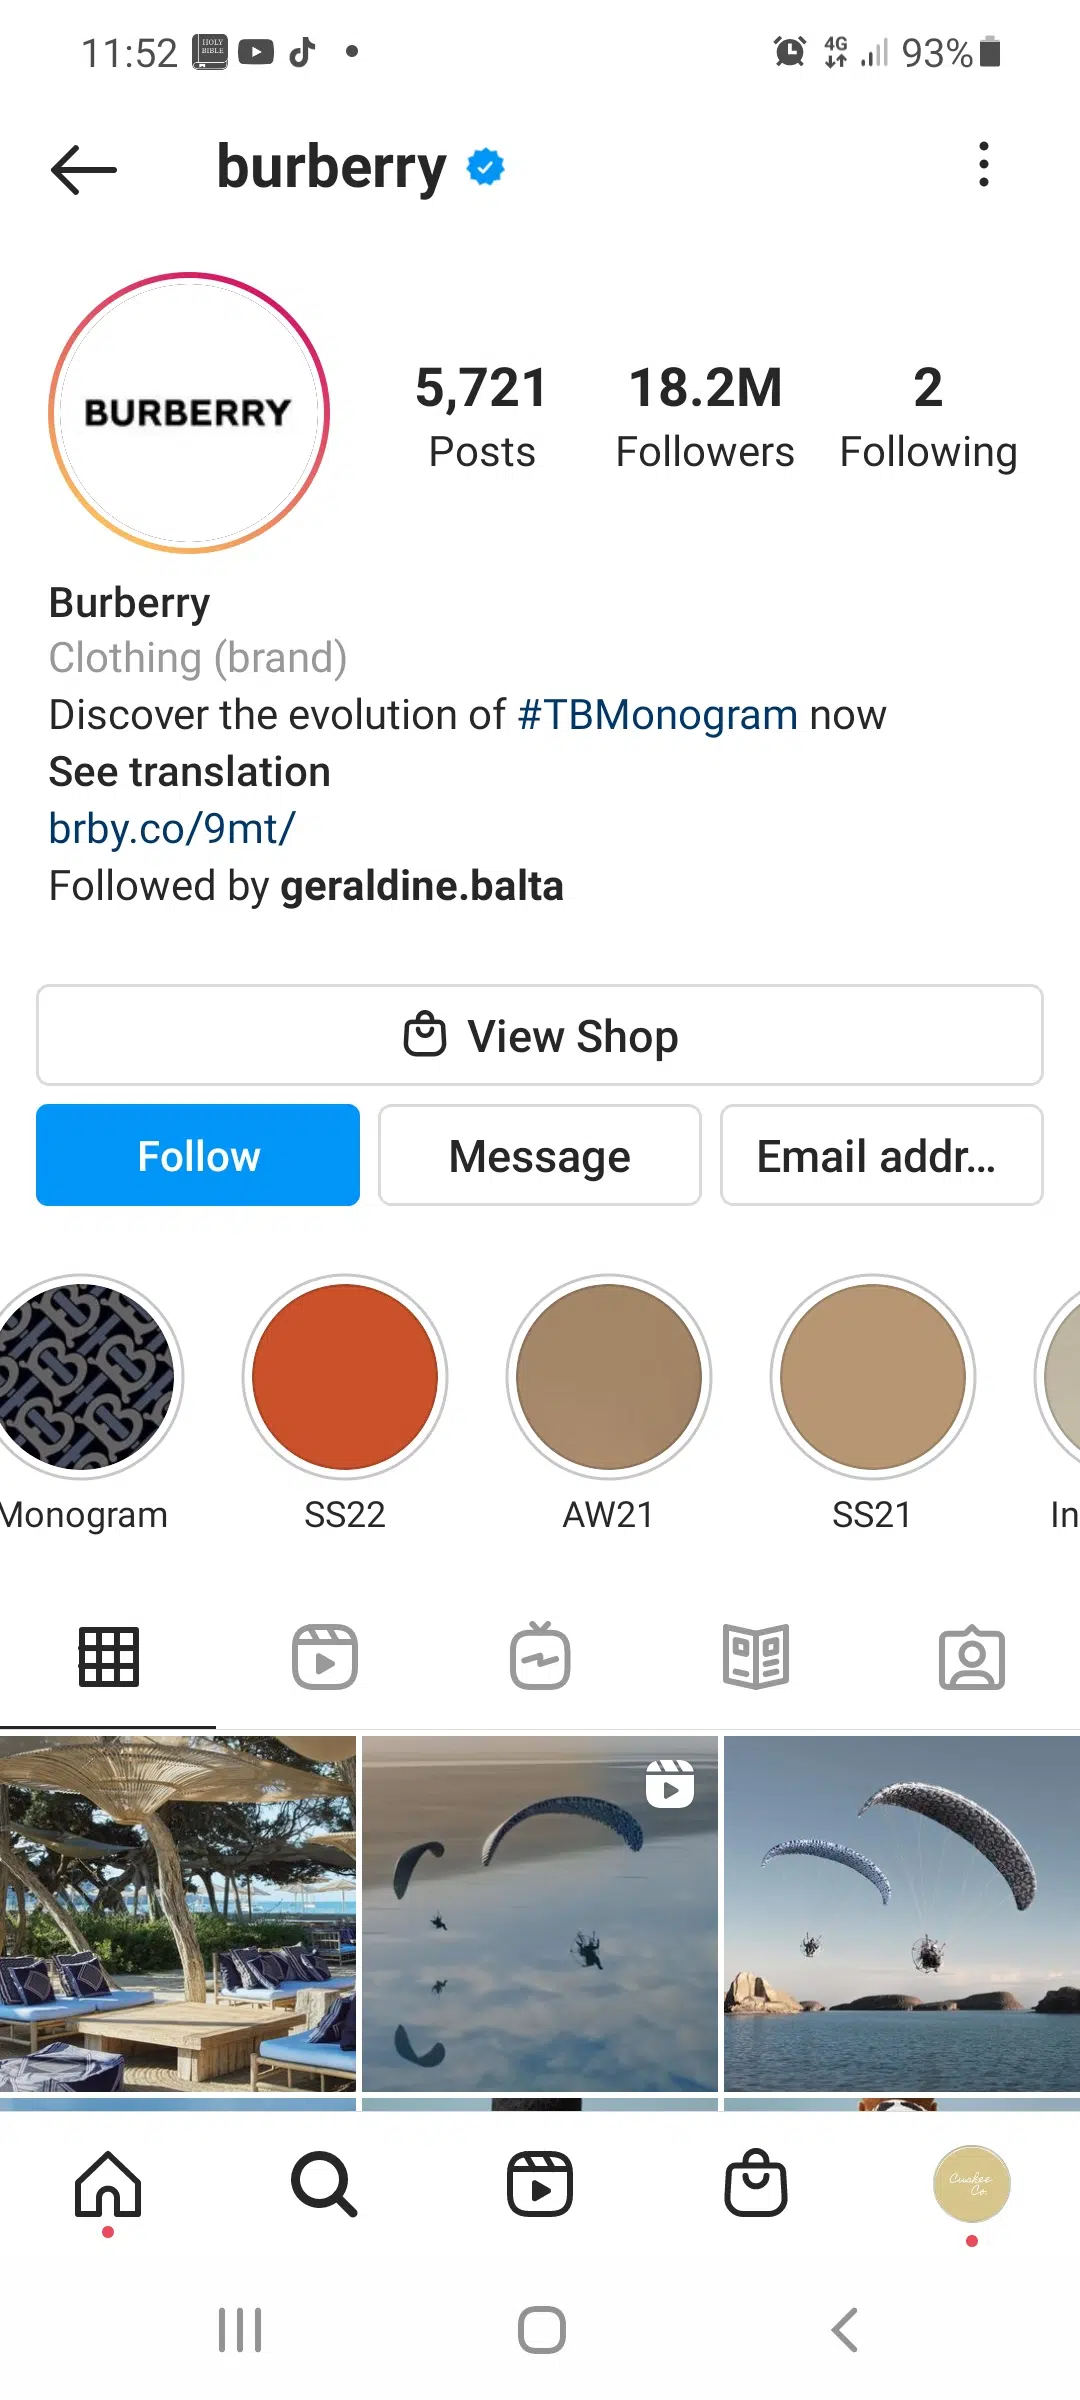 11:52
HOLY
BIBLE
4G
93%
burberry
BURBERRY
5,721
Posts
18.2M
Followers
2
Following
Burberry
Clothing (brand)
Discover the evolution of #TBMonogram now
See translation
brby.co/9mt/
Followed by geraldine.balta
View Shop
Follow
Message
Email addr...
Monogram
SS22
AW21
SS21
In
Cuskee
Co.